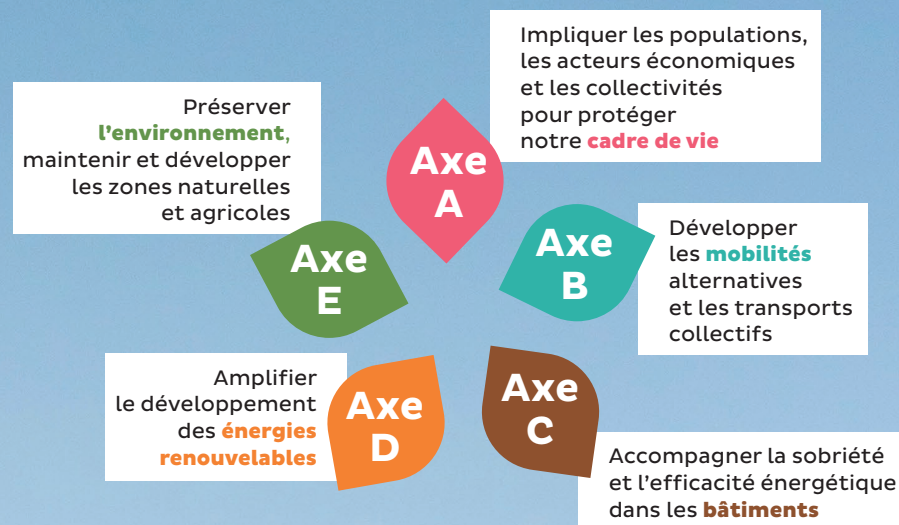 Axe
A
Impliquer les populations,
les acteurs économiques
et les collectivités
pour protéger
notre cadre de vie
Axe
B
Développer
les mobilités
alternatives
et les transports
collectifs
Axe
C
Accompagner la sobriété
et l'efficacité énergétique
dans les bâtiments
Axe
D
Amplifier
le développement
des énergies
renouvelables
Axe
E
Préserver
l'environnement,
maintenir et développer
les zones naturelles
et agricoles